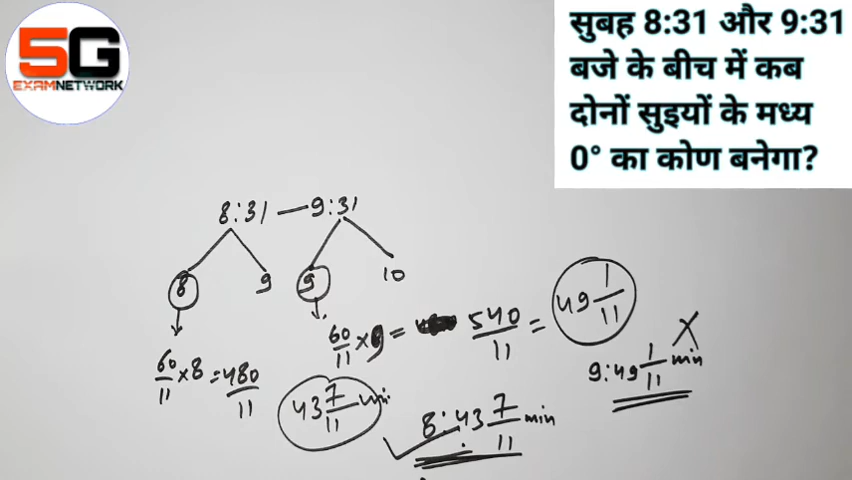 5G
EXAMNETWORK
सुबह 8:31 और 9:31
बजे के बीच में कब
दोनों सुइयों के मध्य
0° का कोण बनेगा?
8:31 — 9:31
8 9 9 10
60/11 × 8 = 480/11
43 7/11 min
60/11 × 9 = 540/11 = 49 1/11
8:43 7/11 min
9:49 1/11 min X